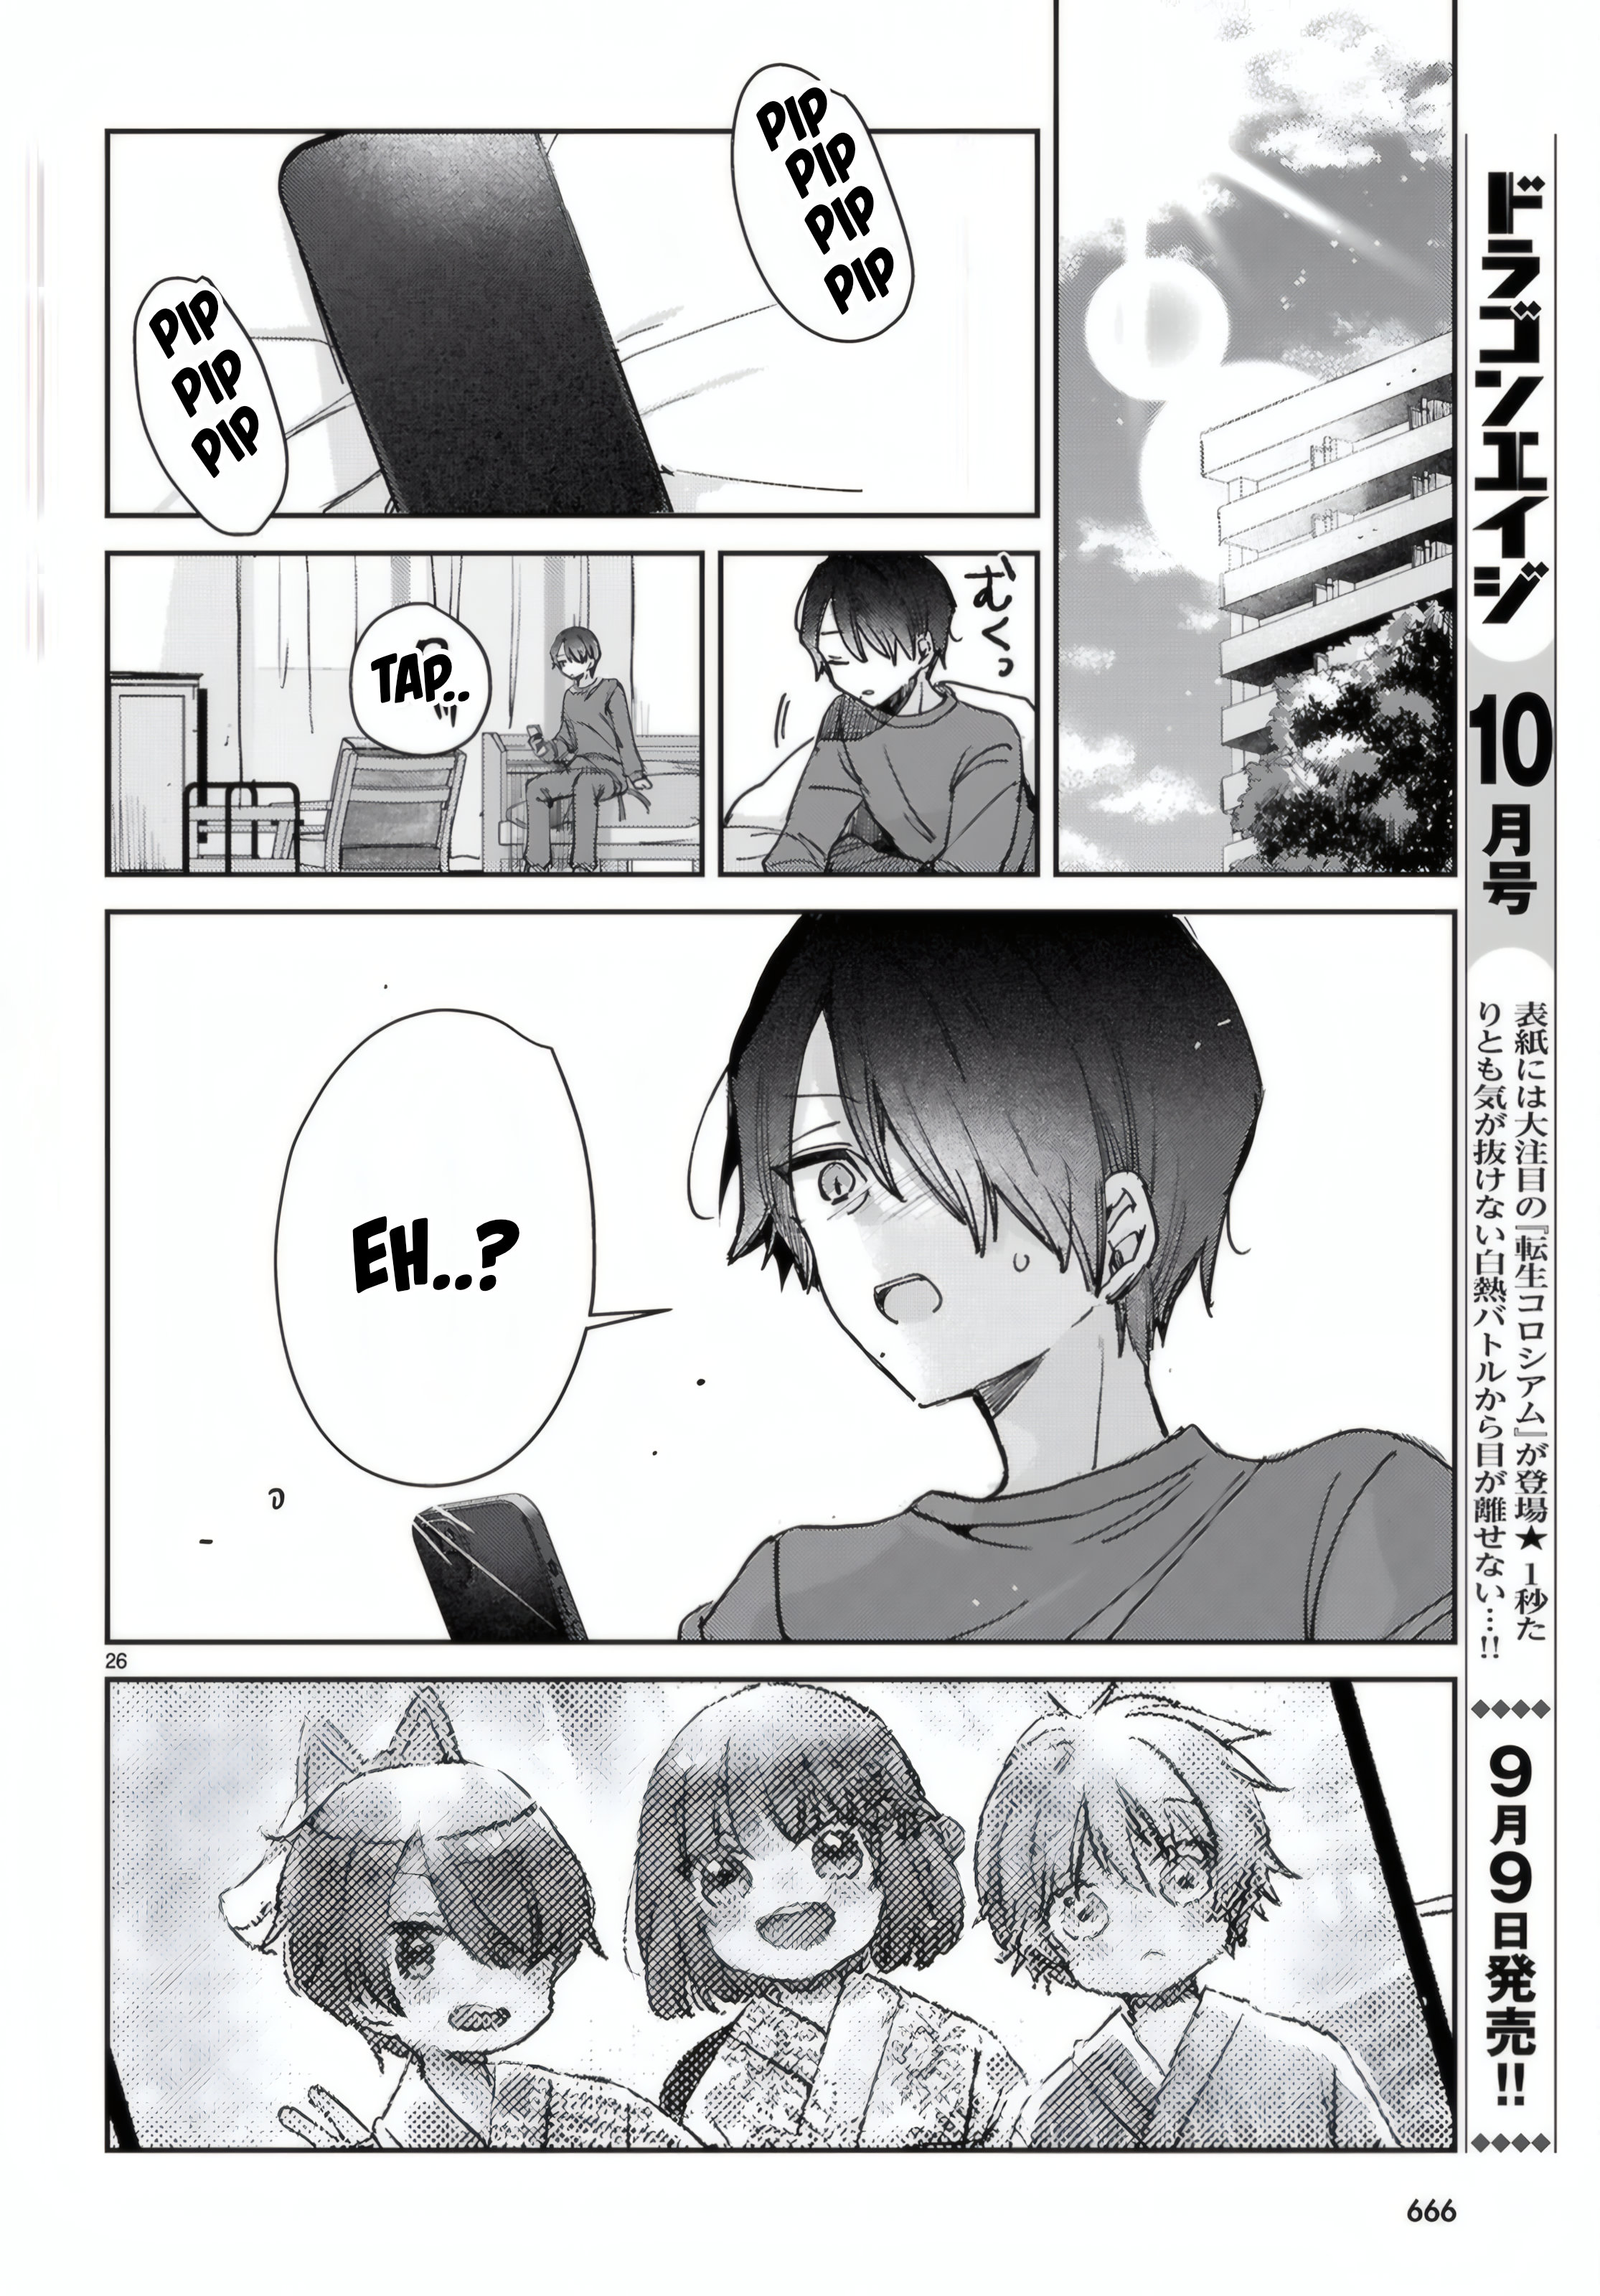 PIP
PIP
PIP
PIP
PIP
PIP
PIP
むくっ
TAP..
EH..?
26
ドラゴンエイジ
10月号
表紙には大注目の『転生コロシアム』が登場★ 1秒た
りとも気が抜けない白熱バトルから目が離せない…!!
9月9日発売!!
666